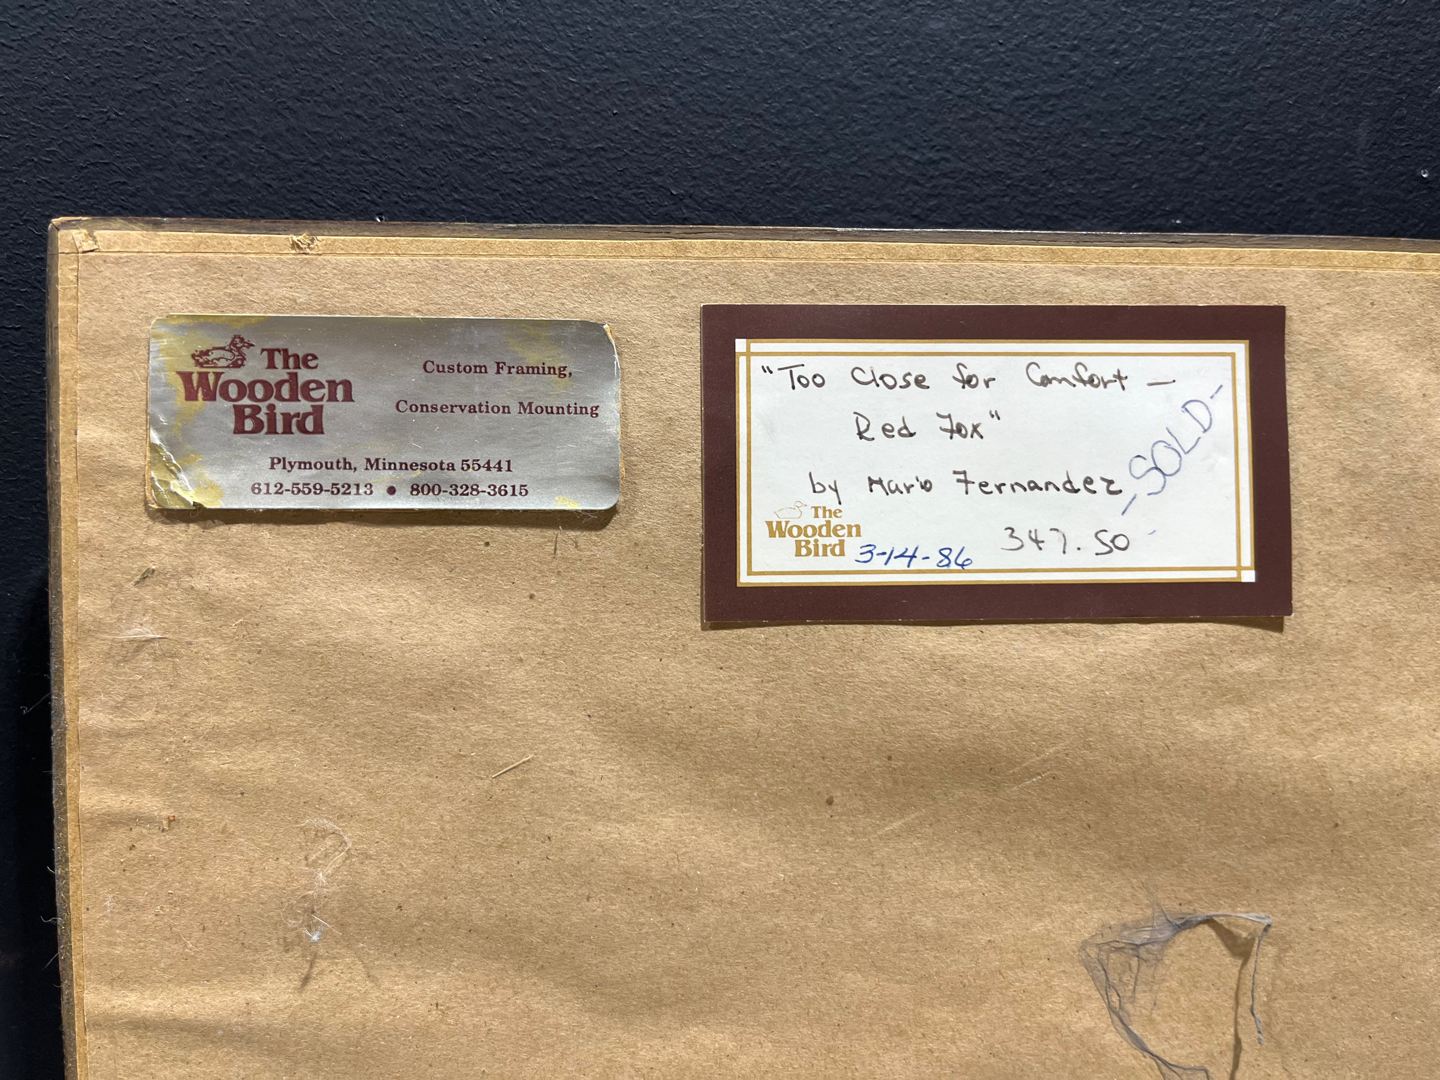 The
Wooden
Bird
Custom Framing,
Conservation Mounting
Plymouth, Minnesota 55441
612-559-5213 • 800-328-3615
"Too Close for Comfort –
Red Fox"
by Mario Fernandez
-SOLD-
The
Wooden
Bird
3-14-86
347.50